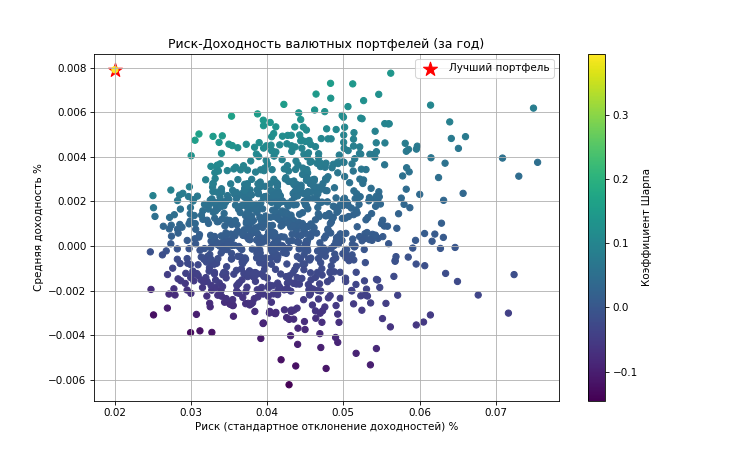 Риск-Доходность валютных портфелей (за год)
Лучший портфель
0.008
0.006
0.004
0.002
0.000
−0.002
−0.004
−0.006
Средняя доходность %
0.02 0.03 0.04 0.05 0.06 0.07
Риск (стандартное отклонение доходностей) %
0.3
0.2
0.1
0.0
−0.1
Коэффициент Шарпа